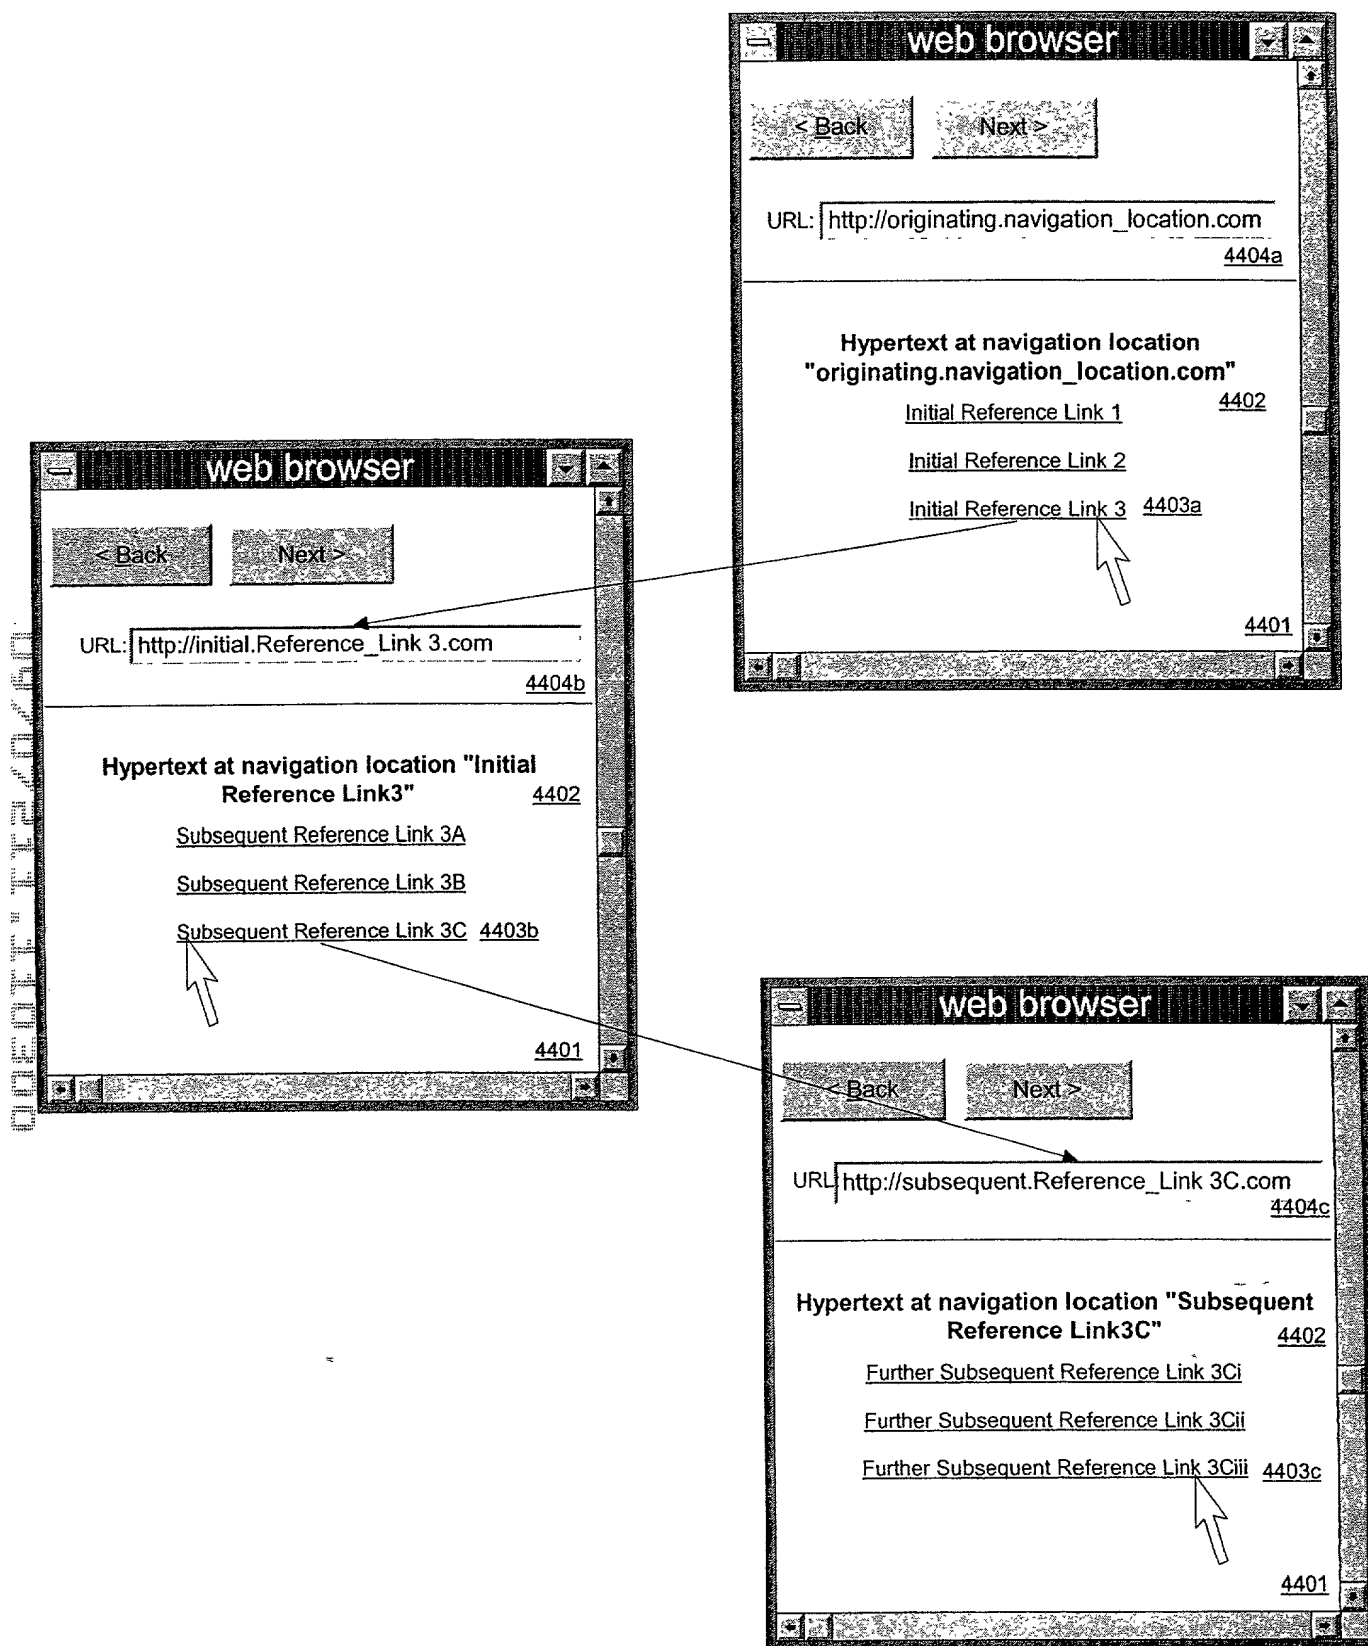 web browser
< Back Next >
URL: http://originating.navigation_location.com
4404a
Hypertext at navigation location
"originating.navigation_location.com"
4402
Initial Reference Link 1
Initial Reference Link 2
Initial Reference Link 3 4403a
4401
web browser
< Back Next >
URL: http://initial.Reference_Link 3.com
4404b
Hypertext at navigation location "Initial
Reference Link3" 4402
Subsequent Reference Link 3A
Subsequent Reference Link 3B
Subsequent Reference Link 3C 4403b
4401
web browser
< Back Next >
URL: http://subsequent.Reference_Link 3C.com
4404c
Hypertext at navigation location "Subsequent
Reference Link3C" 4402
Further Subsequent Reference Link 3Ci
Further Subsequent Reference Link 3Cii
Further Subsequent Reference Link 3Ciii 4403c
4401